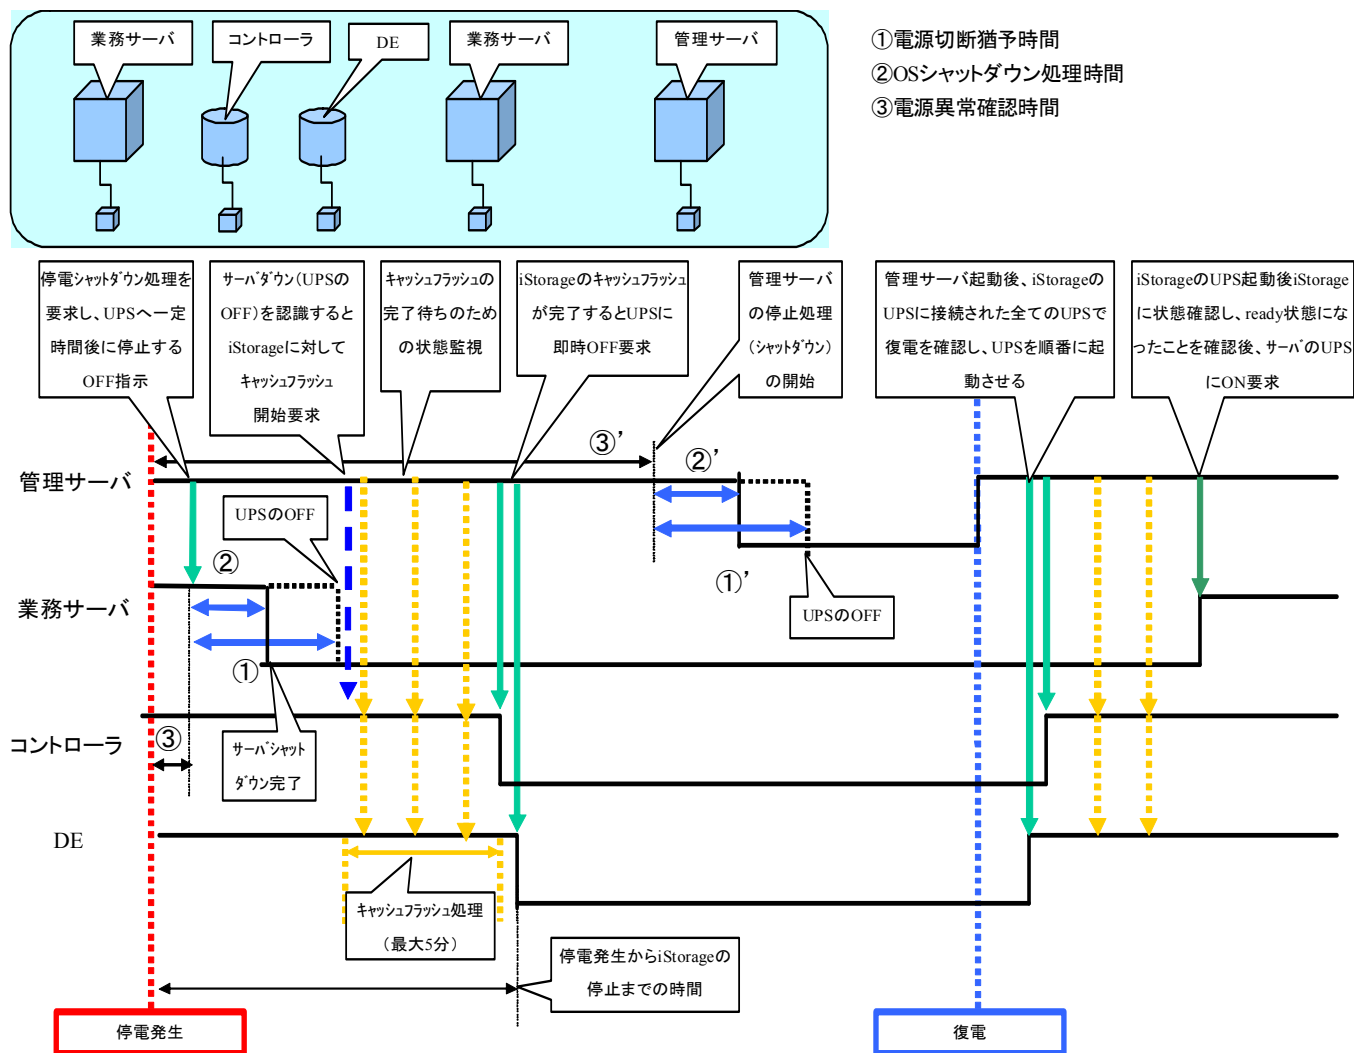 業務サーバ
コントローラ
DE
業務サーバ
管理サーバ
①電源切断猶予時間
②OSシャットダウン処理時間
③電源異常確認時間
停電シャットダウン処理を
要求し、UPSへ一定
時間後に停止する
OFF指示
サーバダウン(UPSの
OFF)を認識すると
iStorageに対して
キャッシュフラッシュ
開始要求
キャッシュフラッシュの
完了待ちのため
の状態監視
iStorageのキャッシュフラッシュ
が完了するとUPSに
即時OFF要求
管理サーバ
の停止処理
(シャットダウン)
の開始
管理サーバ起動後、iStorageの
UPSに接続された全てのUPSで
復電を確認し、UPSを順番に起
動させる
iStorageのUPS起動後iStorage
に状態確認し、ready状態にな
ったことを確認後、サーバのUPS
にON要求
③’
②’
管理サーバ
UPSのOFF
②
①’
業務サーバ
UPSのOFF
①
③
コントローラ
サーバシャット
ダウン完了
DE
キャッシュフラッシュ処理
(最大5分)
停電発生からiStorageの
停止までの時間
停電発生
復電